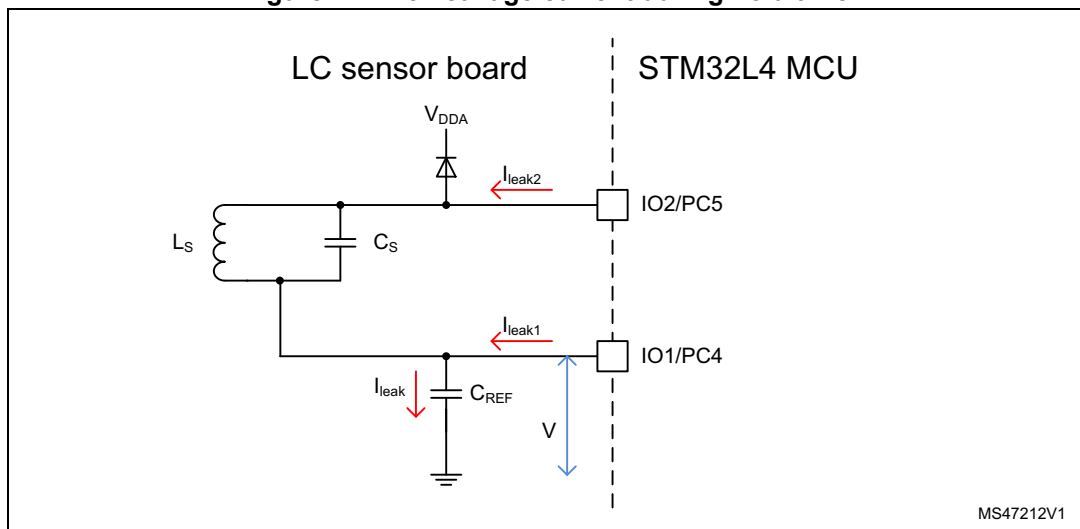 LC sensor board
STM32L4 MCU
VDDA
Ileak2
IO2/PC5
LS
CS
Ileak1
IO1/PC4
Ileak
CREF
V
MS47212V1